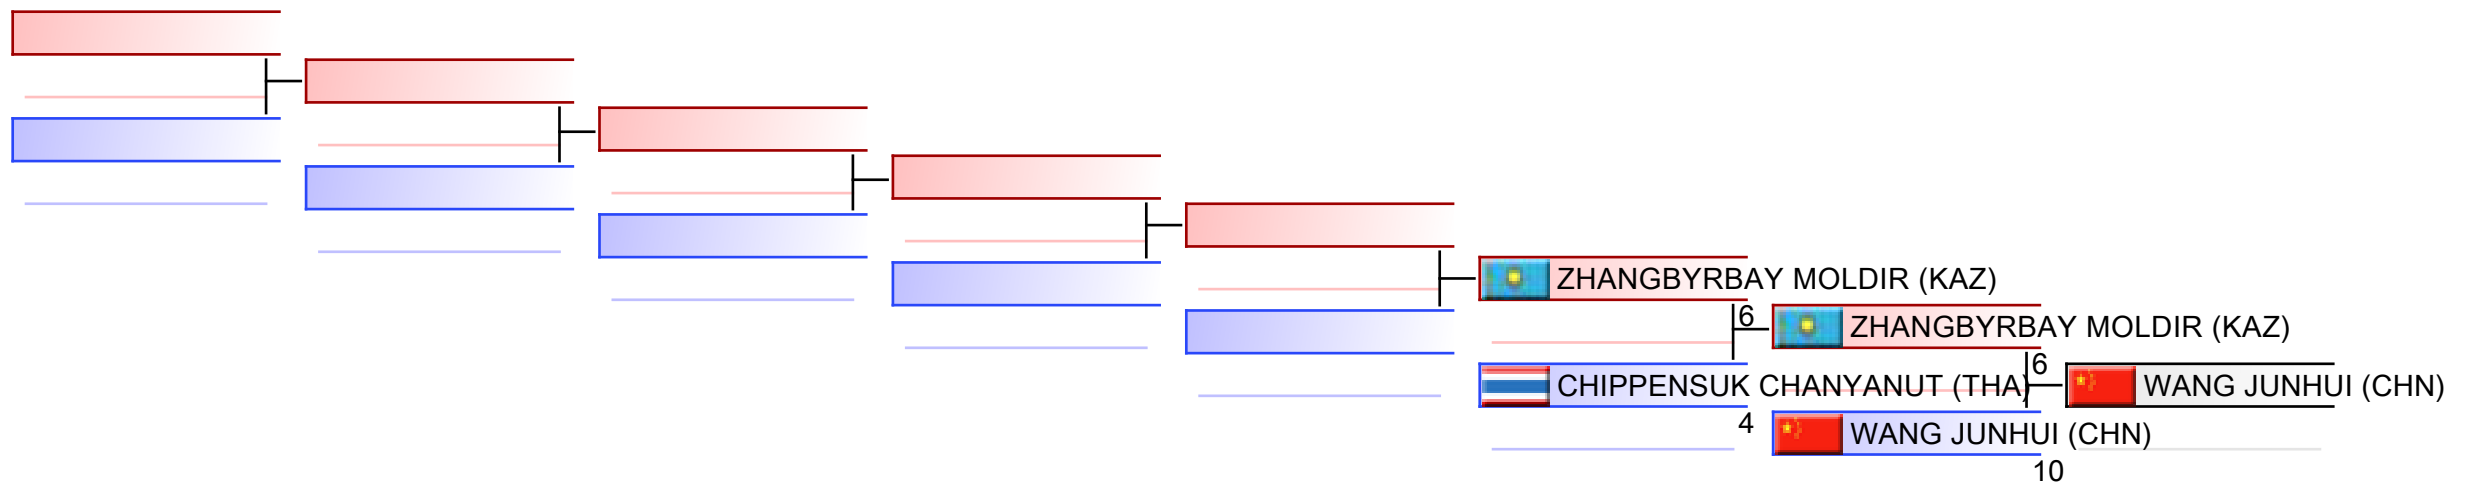 ZHANGBYRBAY MOLDIR (KAZ)
6
ZHANGBYRBAY MOLDIR (KAZ)
6
CHIPPENSUK CHANYANUT (THA)
WANG JUNHUI (CHN)
4
WANG JUNHUI (CHN)
10